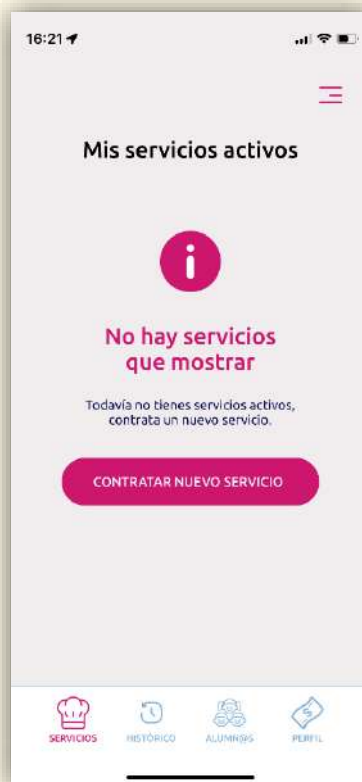 16:21
Mis servicios activos
No hay servicios
que mostrar
Todavía no tienes servicios activos,
contrata un nuevo servicio.
CONTRATAR NUEVO SERVICIO
SERVICIOS HISTÓRICO ALUMN@S PERFIL